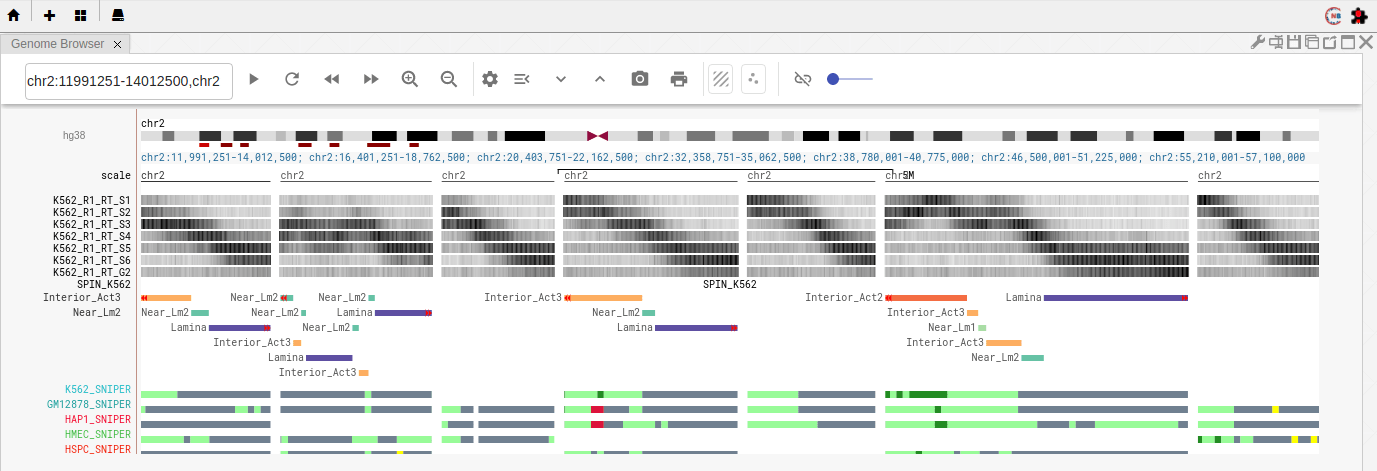 NB
Genome Browser
chr2:11991251-14012500,chr2
chr2
hg38
chr2:11,991,251-14,012,500; chr2:16,401,251-18,762,500; chr2:20,403,751-22,162,500; chr2:32,358,751-35,062,500; chr2:38,780,001-40,775,000; chr2:46,500,001-51,225,000; chr2:55,210,001-57,100,000
scale chr2 chr2 chr2 chr2 chr2 chr2 5M chr2
K562_R1_RT_S1
K562_R1_RT_S2
K562_R1_RT_S3
K562_R1_RT_S4
K562_R1_RT_S5
K562_R1_RT_S6
K562_R1_RT_G2
SPIN_K562 SPIN_K562
Interior_Act3 Near_Lm2 Near_Lm2 Interior_Act3 Interior_Act2 Lamina
Near_Lm2 Near_Lm2 Near_Lm2 Lamina Near_Lm2 Interior_Act3
Lamina Near_Lm2 Lamina Near_Lm1
Interior_Act3 Interior_Act3
Lamina Near_Lm2
Interior_Act3
K562_SNIPER
GM12878_SNIPER
HAP1_SNIPER
HMEC_SNIPER
HSPC_SNIPER